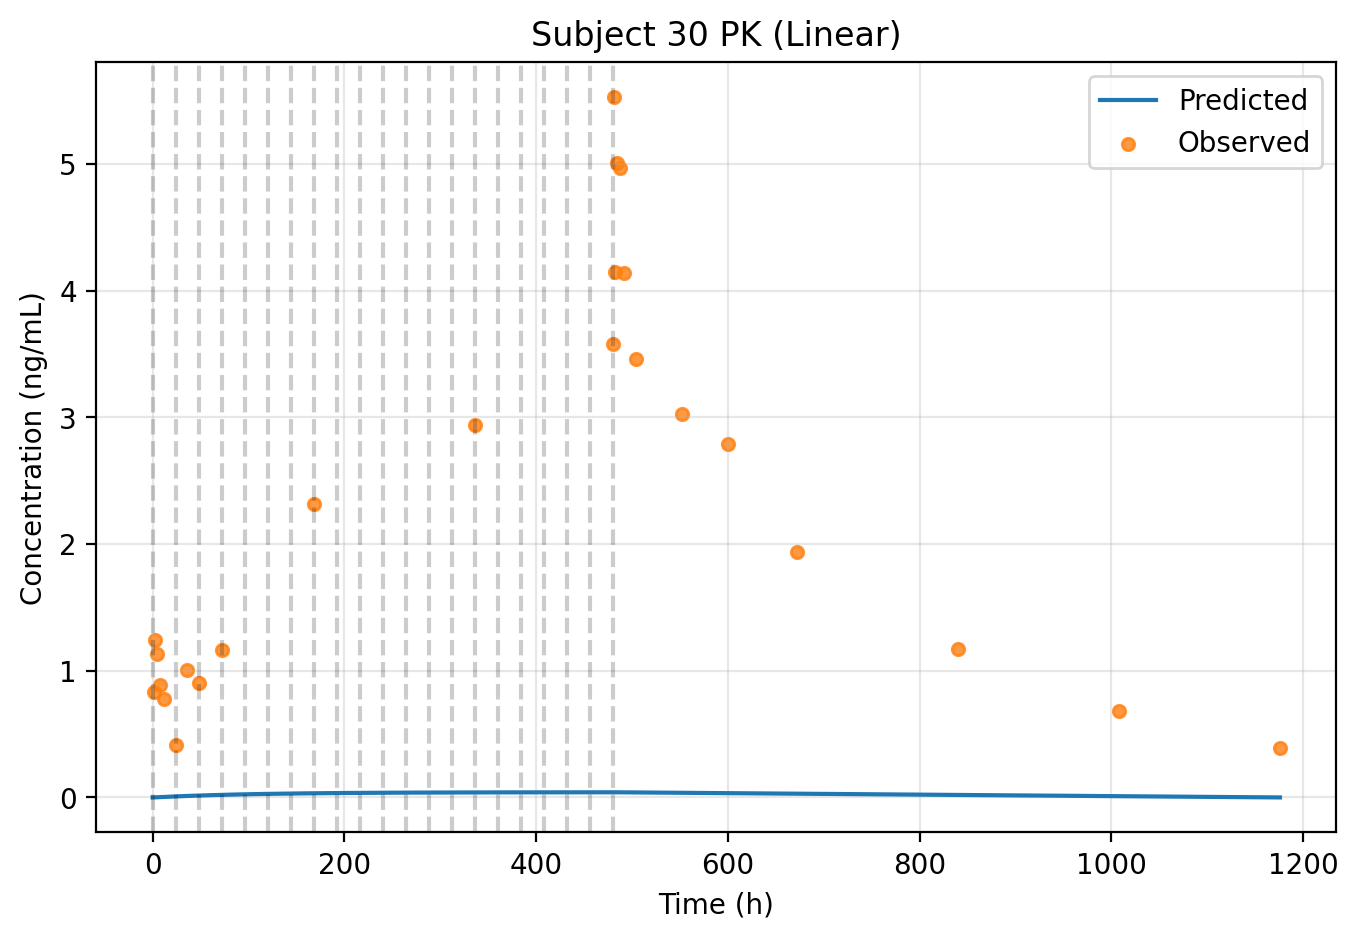 Subject 30 PK (Linear)
Predicted
Observed
Concentration (ng/mL)
5
4
3
2
1
0
0 200 400 600 800 1000 1200
Time (h)